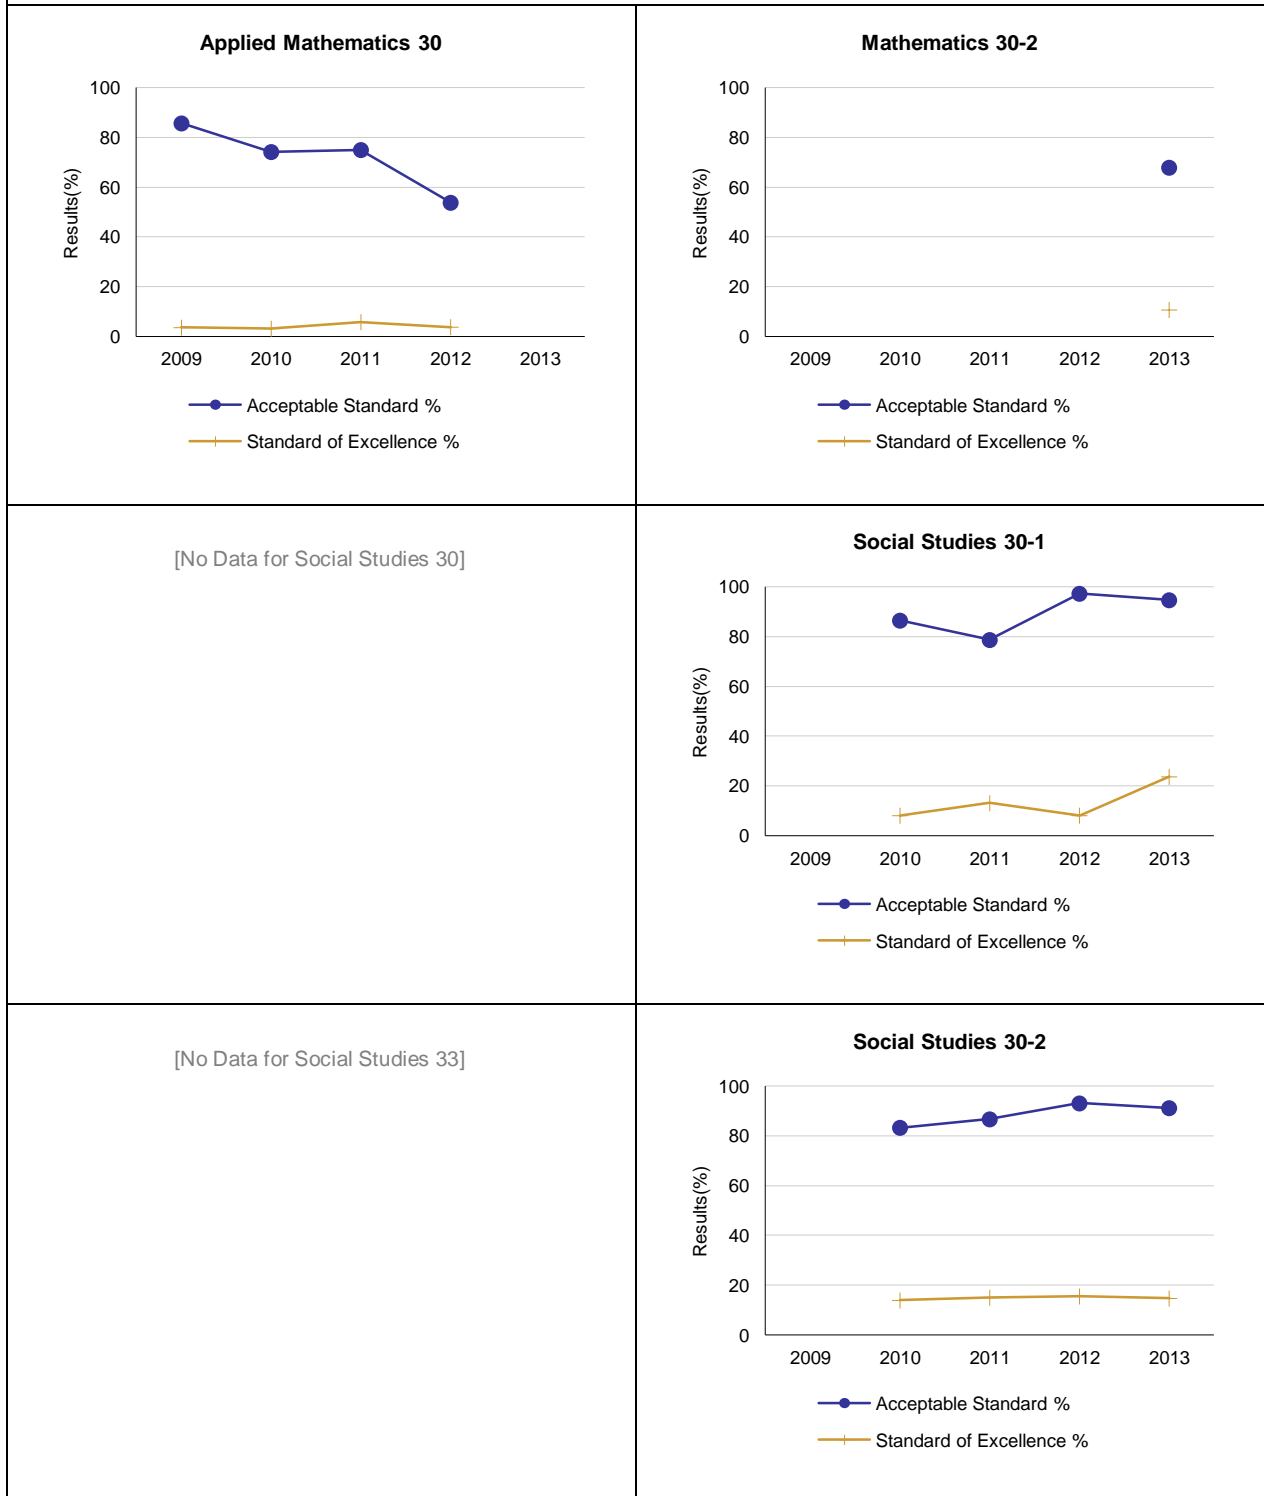 Applied Mathematics 30
100
80
60
40
20
0
Results(%)
2009 2010 2011 2012 2013
Acceptable Standard %
Standard of Excellence %
Mathematics 30-2
100
80
60
40
20
0
Results(%)
2009 2010 2011 2012 2013
Acceptable Standard %
Standard of Excellence %
[No Data for Social Studies 30]
Social Studies 30-1
100
80
60
40
20
0
Results(%)
2009 2010 2011 2012 2013
Acceptable Standard %
Standard of Excellence %
[No Data for Social Studies 33]
Social Studies 30-2
100
80
60
40
20
0
Results(%)
2009 2010 2011 2012 2013
Acceptable Standard %
Standard of Excellence %